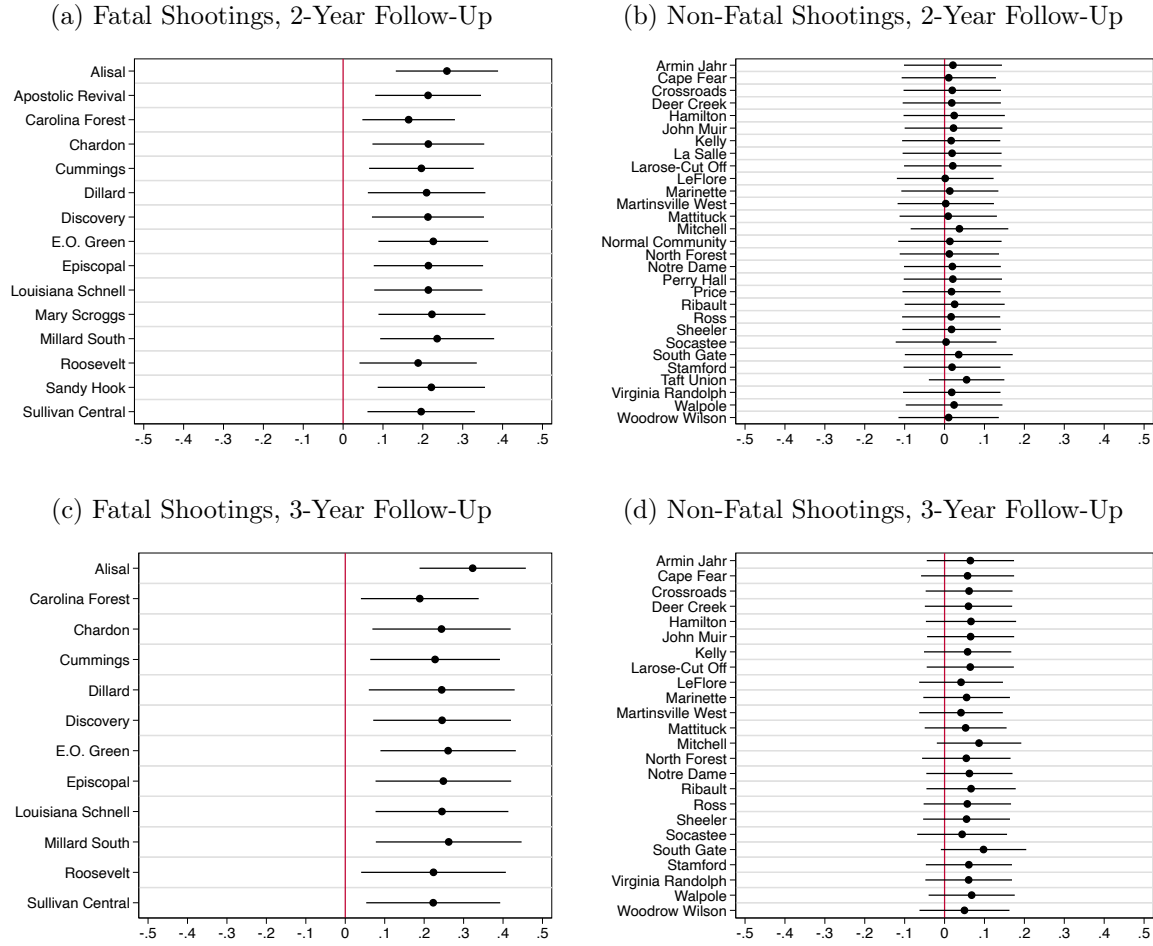 (a) Fatal Shootings, 2-Year Follow-Up
Alisal
Apostolic Revival
Carolina Forest
Chardon
Cummings
Dillard
Discovery
E.O. Green
Episcopal
Louisiana Schnell
Mary Scroggs
Millard South
Roosevelt
Sandy Hook
Sullivan Central
-.5 -.4 -.3 -.2 -.1 0 .1 .2 .3 .4 .5
(b) Non-Fatal Shootings, 2-Year Follow-Up
Armin Jahr
Cape Fear
Crossroads
Deer Creek
Hamilton
John Muir
Kelly
La Salle
Larose-Cut Off
LeFlore
Marinette
Martinsville West
Mattituck
Mitchell
Normal Community
North Forest
Notre Dame
Perry Hall
Price
Ribault
Ross
Sheeler
Socastee
South Gate
Stamford
Taft Union
Virginia Randolph
Walpole
Woodrow Wilson
-.5 -.4 -.3 -.2 -.1 0 .1 .2 .3 .4 .5
(c) Fatal Shootings, 3-Year Follow-Up
Alisal
Carolina Forest
Chardon
Cummings
Dillard
Discovery
E.O. Green
Episcopal
Louisiana Schnell
Millard South
Roosevelt
Sullivan Central
-.5 -.4 -.3 -.2 -.1 0 .1 .2 .3 .4 .5
(d) Non-Fatal Shootings, 3-Year Follow-Up
Armin Jahr
Cape Fear
Crossroads
Deer Creek
Hamilton
John Muir
Kelly
Larose-Cut Off
LeFlore
Marinette
Martinsville West
Mattituck
Mitchell
North Forest
Notre Dame
Ribault
Ross
Sheeler
Socastee
South Gate
Stamford
Virginia Randolph
Walpole
Woodrow Wilson
-.5 -.4 -.3 -.2 -.1 0 .1 .2 .3 .4 .5